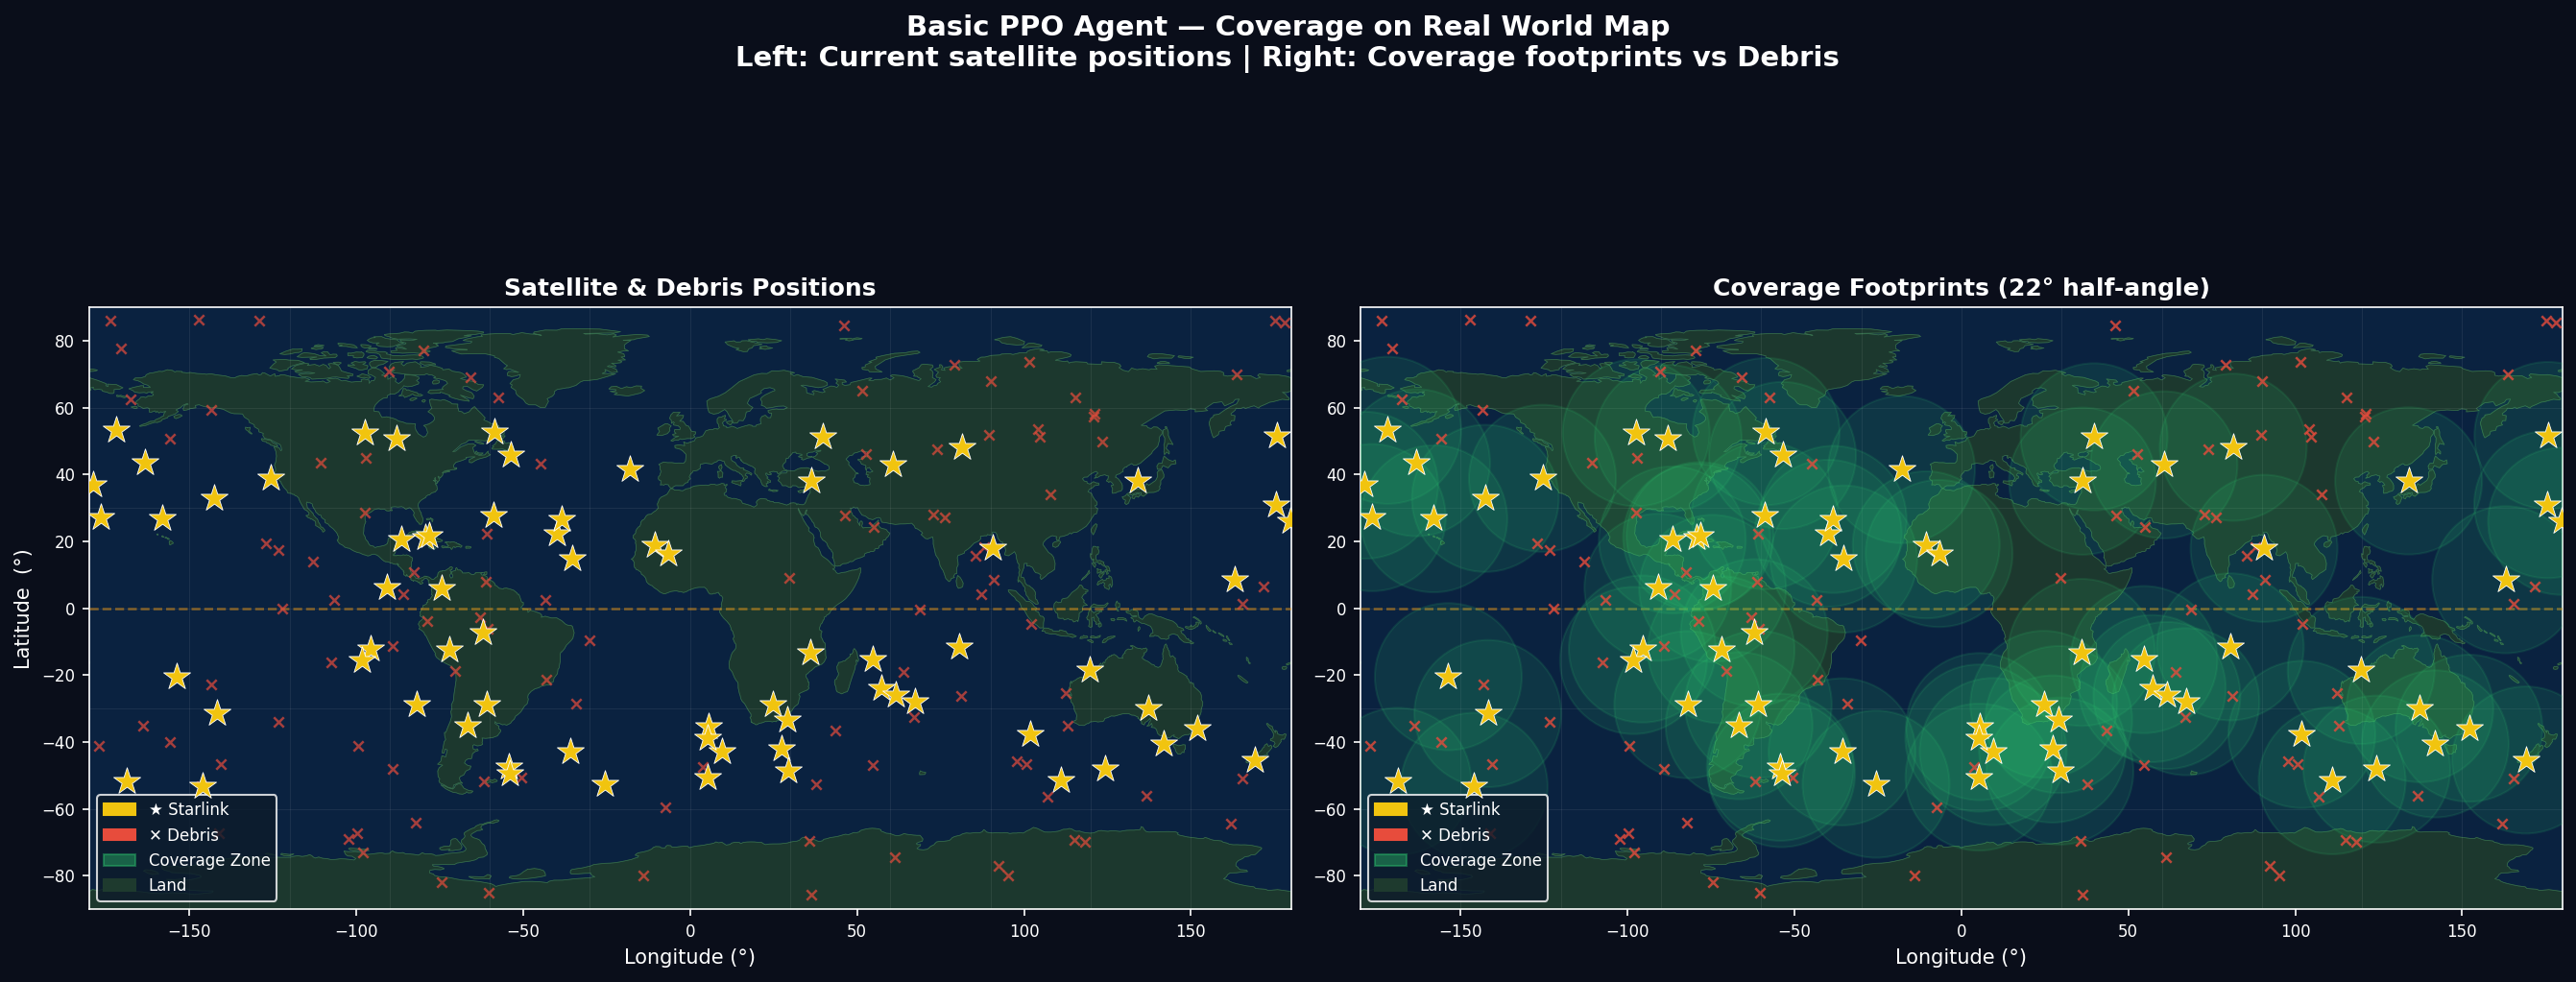 Basic PPO Agent — Coverage on Real World Map
Left: Current satellite positions | Right: Coverage footprints vs Debris
Satellite & Debris Positions
80
60
40
20
0
−20
−40
−60
−80
Latitude (°)
★ Starlink
✕ Debris
Coverage Zone
Land
−150
−100
−50
0
50
100
150
Longitude (°)
Coverage Footprints (22° half-angle)
80
60
40
20
0
−20
−40
−60
−80
★ Starlink
✕ Debris
Coverage Zone
Land
−150
−100
−50
0
50
100
150
Longitude (°)